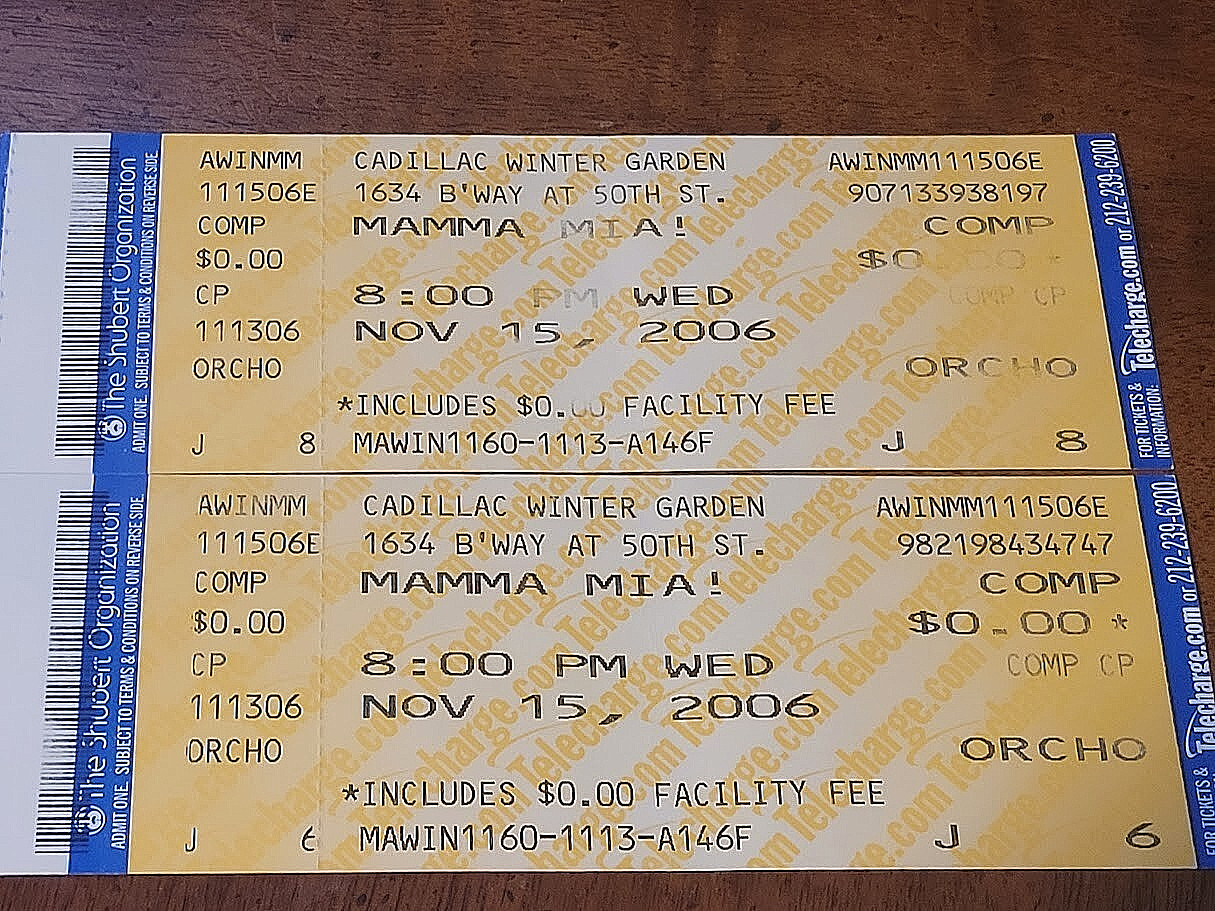 The Shubert Organization
ADMIT ONE. SUBJECT TO TERMS & CONDITIONS ON REVERSE SIDE
AWINMM CADILLAC WINTER GARDEN AWINMM111506E
111506E 1634 B'WAY AT 50TH ST. 907133938197
COMP MAMMA MIA! COMP
$0.00 $0.00 *
CP 8:00 PM WED COMP CP
111306 NOV 15, 2006
ORCHO ORCHO
*INCLUDES $0.00 FACILITY FEE
J 8 MAWIN1160-1113-A146F J 8
FOR TICKETS & INFORMATION: Telecharge.com or 212-239-6200
The Shubert Organization
ADMIT ONE. SUBJECT TO TERMS & CONDITIONS ON REVERSE SIDE.
AWINMM CADILLAC WINTER GARDEN AWINMM111506E
111506E 1634 B'WAY AT 50TH ST. 982198434747
COMP MAMMA MIA! COMP
$0.00 $0.00 *
CP 8:00 PM WED COMP CP
111306 NOV 15, 2006
ORCHO ORCHO
*INCLUDES $0.00 FACILITY FEE
J 6 MAWIN1160-1113-A146F J 6
FOR TICKETS & Telecharge.com or 212-239-6200